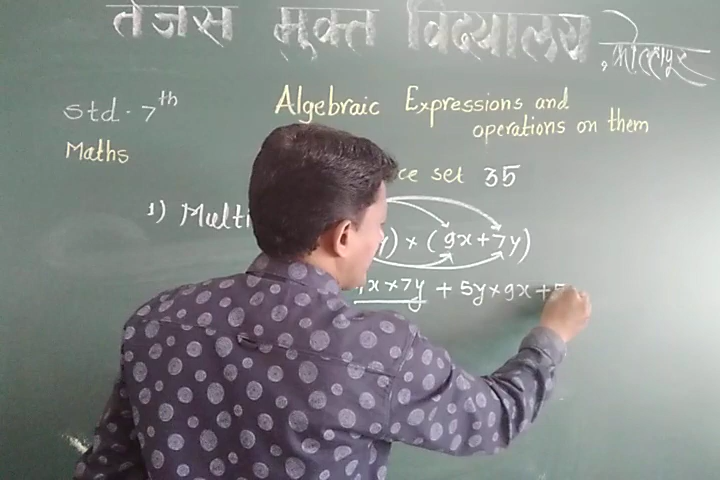 तेजस मुक्त विद्यालय, कोल्हापूर
std. 7th Algebraic Expressions and
operations on them
Maths
ce set 35
1) Multi y) × (9x+7y)
x × 7y + 5y×9x+5